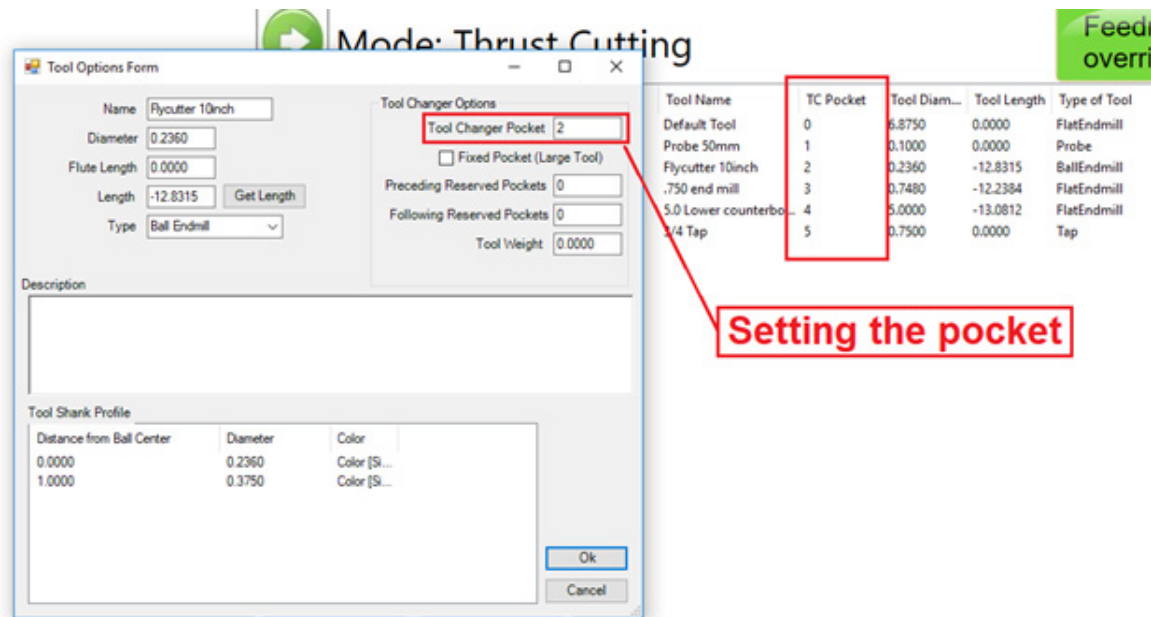 Mode: Thrust Cutting
Tool Options Form
Name Flycutter 10inch
Diameter 0.2360
Flute Length 0.0000
Length -12.8315 Get Length
Type Ball Endmill
Tool Changer Options
Tool Changer Pocket 2
Fixed Pocket (Large Tool)
Preceding Reserved Pockets 0
Following Reserved Pockets 0
Tool Weight 0.0000
Description
Tool Shank Profile
Distance from Ball Center Diameter Color
0.0000 0.2360 Color [Si...
1.0000 0.3750 Color [Si...
Ok
Cancel
Feedr
overri
Tool Name TC Pocket Tool Diam... Tool Length Type of Tool
Default Tool 0 6.8750 0.0000 FlatEndmill
Probe 50mm 1 0.1000 0.0000 Probe
Flycutter 10inch 2 0.2360 -12.8315 BallEndmill
.750 end mill 3 0.7480 -12.2384 FlatEndmill
5.0 Lower counterbo... 4 5.0000 -13.0812 FlatEndmill
Tap 5 0.7500 0.0000 Tap
Setting the pocket